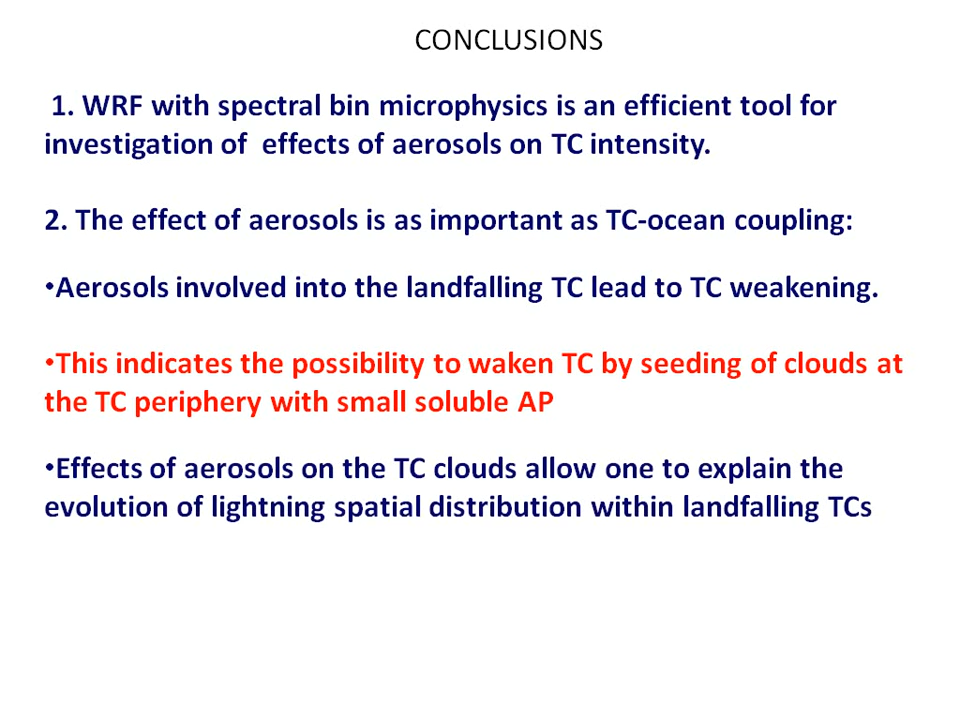 CONCLUSIONS
1. WRF with spectral bin microphysics is an efficient tool for
investigation of  effects of aerosols on TC intensity.
2. The effect of aerosols is as important as TC-ocean coupling:
•Aerosols involved into the landfalling TC lead to TC weakening.
•This indicates the possibility to waken TC by seeding of clouds at
the TC periphery with small soluble AP
•Effects of aerosols on the TC clouds allow one to explain the
evolution of lightning spatial distribution within landfalling TCs